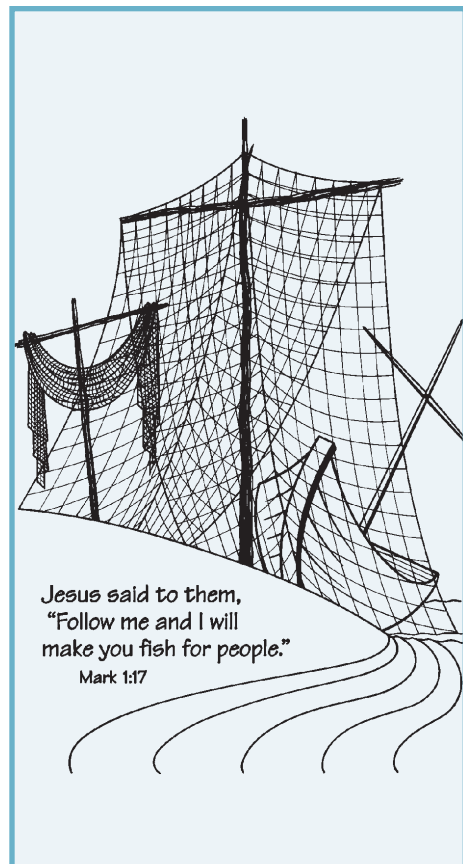 Jesus said to them,
“Follow me and I will
make you fish for people.”
Mark 1:17